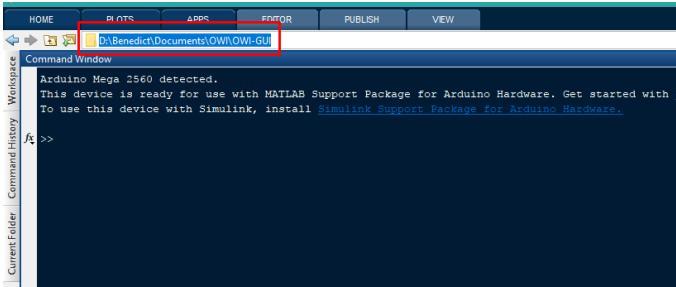 HOME PLOTS APPS EDITOR PUBLISH VIEW
D:\Benedict\Documents\OWI\OWI-GUI
Command Window
Arduino Mega 2560 detected.
This device is ready for use with MATLAB Support Package for Arduino Hardware. Get started with
To use this device with Simulink, install Simulink Support Package for Arduino Hardware.
fx >>
Workspace
Command History
Current Folder